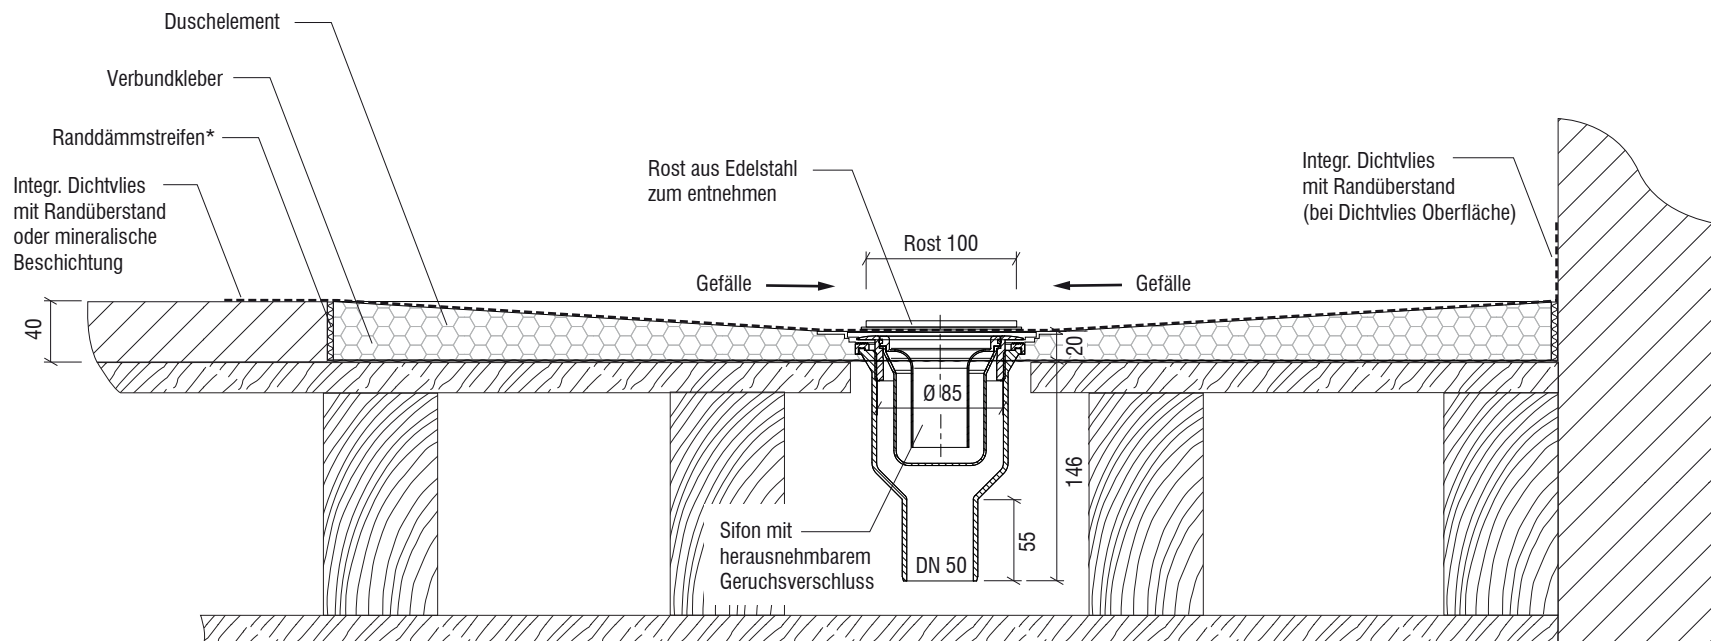 Duschelement
Verbundkleber
Randdämmstreifen*
Integr. Dichtvlies
mit Randüberstand
oder mineralische
Beschichtung
Rost aus Edelstahl
zum entnehmen
Integr. Dichtvlies
mit Randüberstand
(bei Dichtvlies Oberfläche)
Rost 100
Gefälle
Gefälle
40
20
Ø 85
146
55
Sifon mit
herausnehmbarem
Geruchsverschluss
DN 50